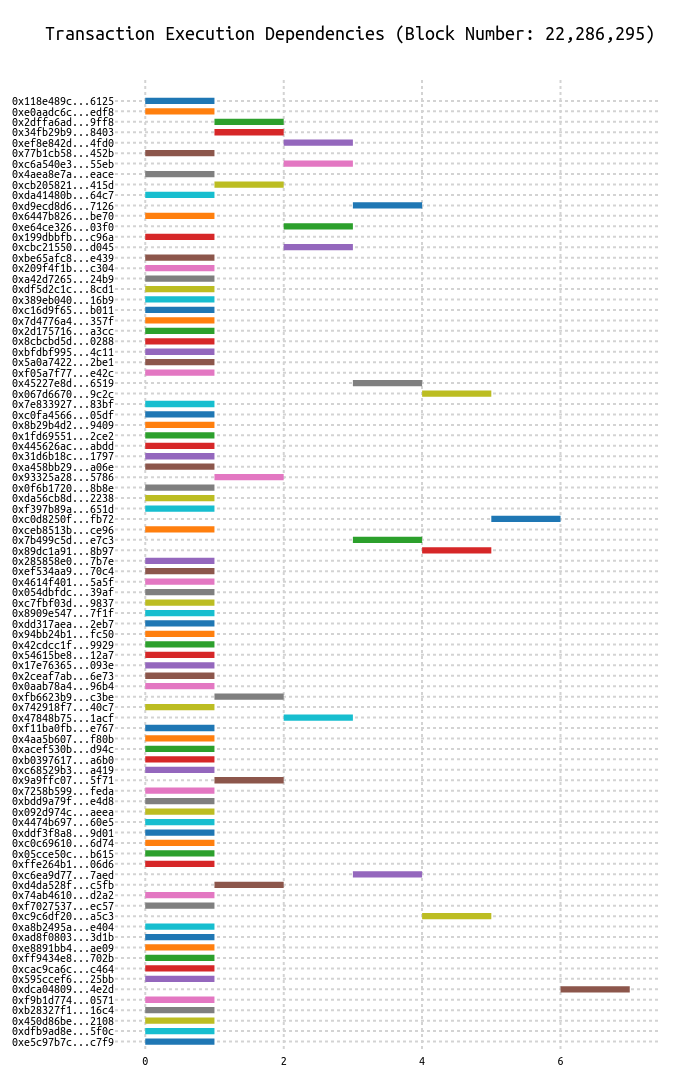 Transaction Execution Dependencies (Block Number: 22,286,295)
0x118e489c...6125
0xe0aadc6c...edf8
0x2dffa6ad...9ff8
0x34fb29b9...8403
0xef8e842d...4fd0
0x77b1cb58...452b
0xc6a540e3...55eb
0x4aea8e7a...eace
0xcb205821...415d
0xda41480b...64c7
0xd9ecd8d6...7126
0x6447b826...be70
0xe64ce326...03f0
0x199dbbfb...c96a
0xcbc21550...d045
0xbe65afc8...e439
0x209f4f1b...c304
0xa42d7265...24b9
0xdf5d2c1c...8cd1
0x389eb040...16b9
0xc16d9f65...b011
0x7d4776a4...357f
0x2d175716...a3cc
0x8cbcbd5d...0288
0xbfdbf995...4c11
0x5a0a7422...2be1
0xf05a7f77...e42c
0x45227e8d...6519
0x067d6670...9c2c
0x7e833927...83bf
0xc0fa4566...05df
0x8b29b4d2...9409
0x1fd69551...2ce2
0x445626ac...abdd
0x31d6b18c...1797
0xa458bb29...a06e
0x93325a28...5786
0x0f6b1720...8b8e
0xda56cb8d...2238
0xf397b89a...651d
0xc0d8250f...fb72
0xceb8513b...ce96
0x7b499c5d...e7c3
0x89dc1a91...8b97
0x285858e0...7b7e
0xef534aa9...70c4
0x4614f401...5a5f
0x054dbfdc...39af
0xc7fbf03d...9837
0x8909e547...7f1f
0xdd317aea...2eb7
0x94bb24b1...fc50
0x42cdcc1f...9929
0x54615be8...12a7
0x17e76365...093e
0x2ceaf7ab...6e73
0x0aab78a4...96b4
0xfb6623b9...c3be
0x742918f7...40c7
0x47848b75...1acf
0xf11ba0fb...e767
0x4aa5b607...f80b
0xacef530b...d94c
0xb0397617...a6b0
0xc68529b3...a419
0x9a9ffc07...5f71
0x7258b599...feda
0xbdd9a79f...e4d8
0x092d974c...aeea
0x4474b697...60e5
0xddf3f8a8...9d01
0xc0c69610...6d74
0x05cce50c...b615
0xffe264b1...06d6
0xc6ea9d77...7aed
0xd4da528f...c5fb
0x74ab4610...d2a2
0xf7027537...ec57
0xc9c6df20...a5c3
0xa8b2495a...e404
0xad8f0803...3d1b
0xe8891bb4...ae09
0xff9434e8...702b
0xcac9ca6c...c464
0x595ccef6...25bb
0xdca04809...4e2d
0xf9b1d774...0571
0xb28327f1...16c4
0x450d86be...2108
0xdfb9ad8e...5f0c
0xe5c97b7c...c7f9
0 2 4 6